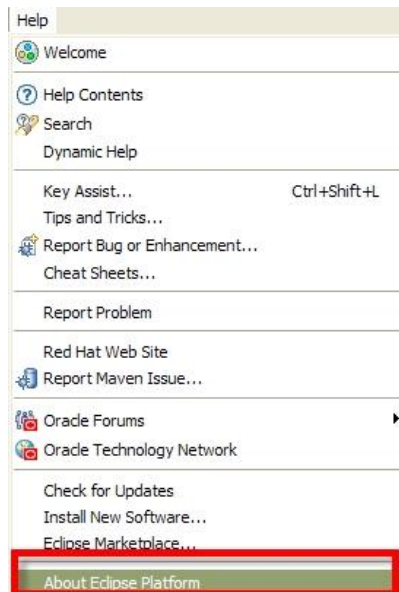 Help
Welcome
Help Contents
Search
Dynamic Help
Key Assist... Ctrl+Shift+L
Tips and Tricks...
Report Bug or Enhancement...
Cheat Sheets...
Report Problem
Red Hat Web Site
Report Maven Issue...
Oracle Forums
Oracle Technology Network
Check for Updates
Install New Software...
Eclipse Marketplace...
About Eclipse Platform